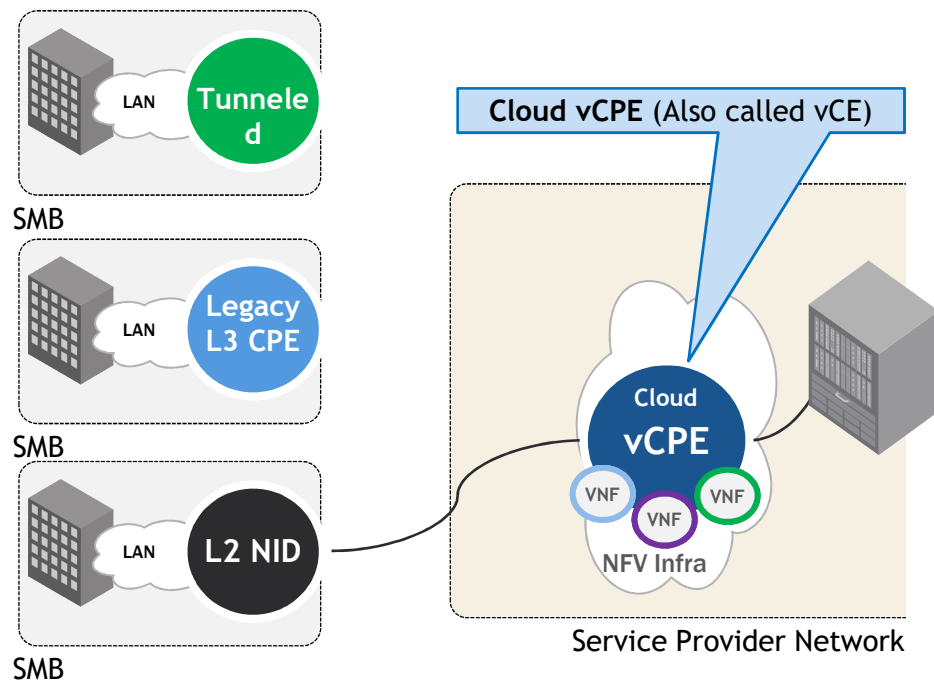 LAN
Tunnele
d
SMB
Cloud vCPE (Also called vCE)
LAN
Legacy
L3 CPE
SMB
Cloud
vCPE
VNF
VNF
VNF
NFV Infra
LAN
L2 NID
SMB
Service Provider Network